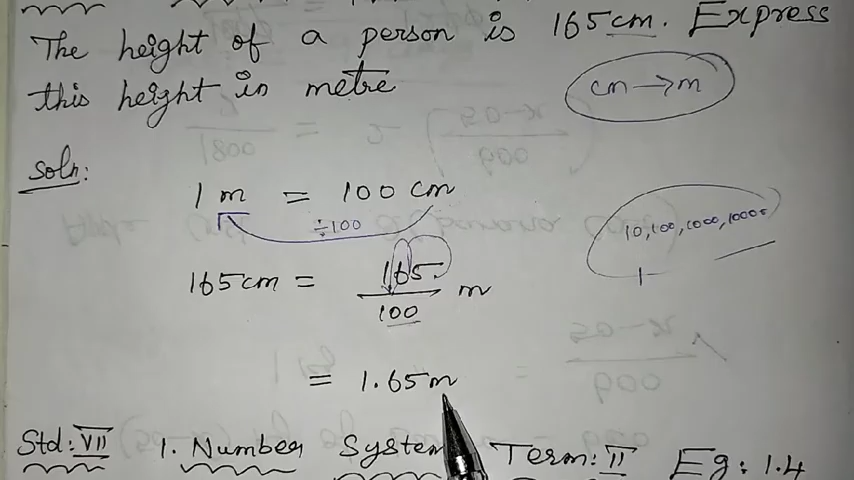 The height of a person is 165cm. Express
this height in metre
cm → m
Soln:
1 m = 100 cm
÷100
10, 100, 1000, 10000
165cm = 165. / 100 m
= 1.65m
Std: VII 1. Number System Term: II Eg: 1.4